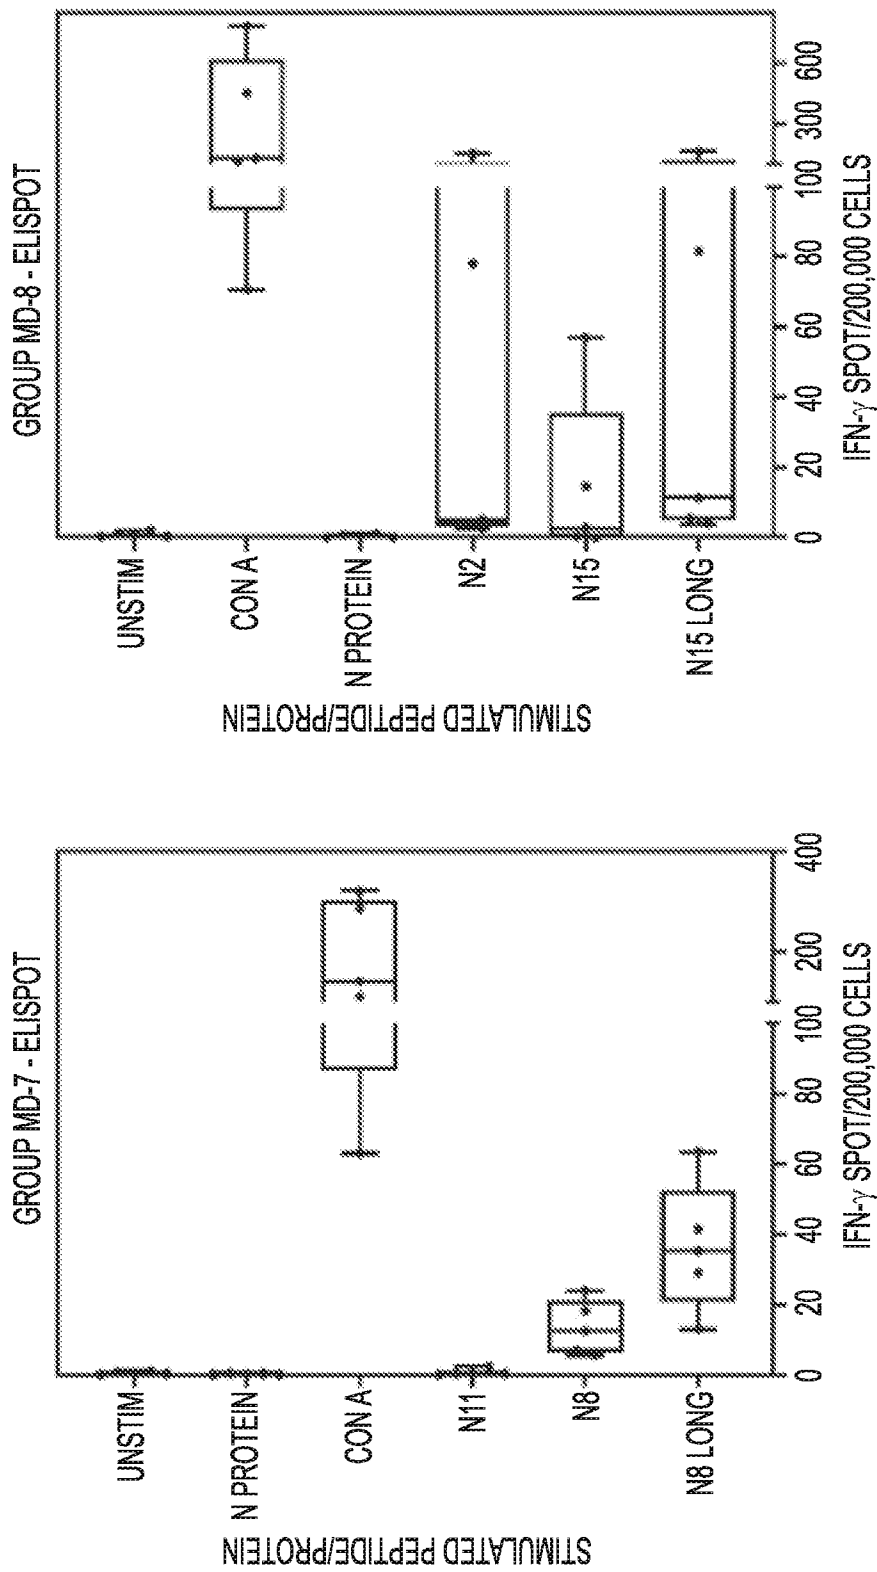 GROUP MD-7 - ELISPOT
STIMULATED PEPTIDE/PROTEIN
UNSTIM
N PROTEIN
CON A
N11
N8
N8 LONG
0
20
40
60
80
100
200
400
IFN-γ SPOT/200,000 CELLS
GROUP MD-8 - ELISPOT
STIMULATED PEPTIDE/PROTEIN
UNSTIM
CON A
N PROTEIN
N2
N15
N15 LONG
0
20
40
60
80
100
300
600
IFN-γ SPOT/200,000 CELLS